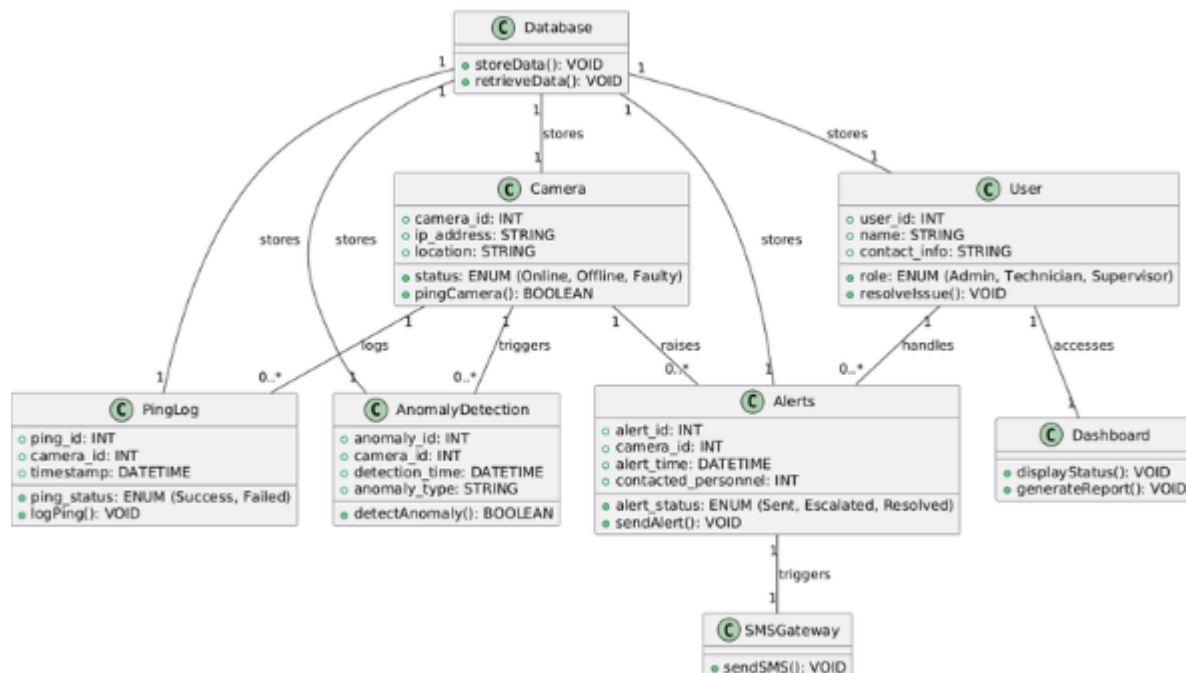 C Database
storeData(): VOID
retrieveData(): VOID
1
1
1
1
1
stores
stores
1
1
C Camera
camera_id: INT
ip_address: STRING
location: STRING
status: ENUM (Online, Offline, Faulty)
pingCamera(): BOOLEAN
C User
user_id: INT
name: STRING
contact_info: STRING
role: ENUM (Admin, Technician, Supervisor)
resolveIssue(): VOID
stores
stores
stores
1
1
1
1
1
logs
triggers
raises
handles
accesses
1
0..*
1
0..*
0..*
1
0..*
1
C PingLog
ping_id: INT
camera_id: INT
timestamp: DATETIME
ping_status: ENUM (Success, Failed)
logPing(): VOID
C AnomalyDetection
anomaly_id: INT
camera_id: INT
detection_time: DATETIME
anomaly_type: STRING
detectAnomaly(): BOOLEAN
C Alerts
alert_id: INT
camera_id: INT
alert_time: DATETIME
contacted_personnel: INT
alert_status: ENUM (Sent, Escalated, Resolved)
sendAlert(): VOID
C Dashboard
displayStatus(): VOID
generateReport(): VOID
1
triggers
1
C SMSGateway
sendSMS(): VOID